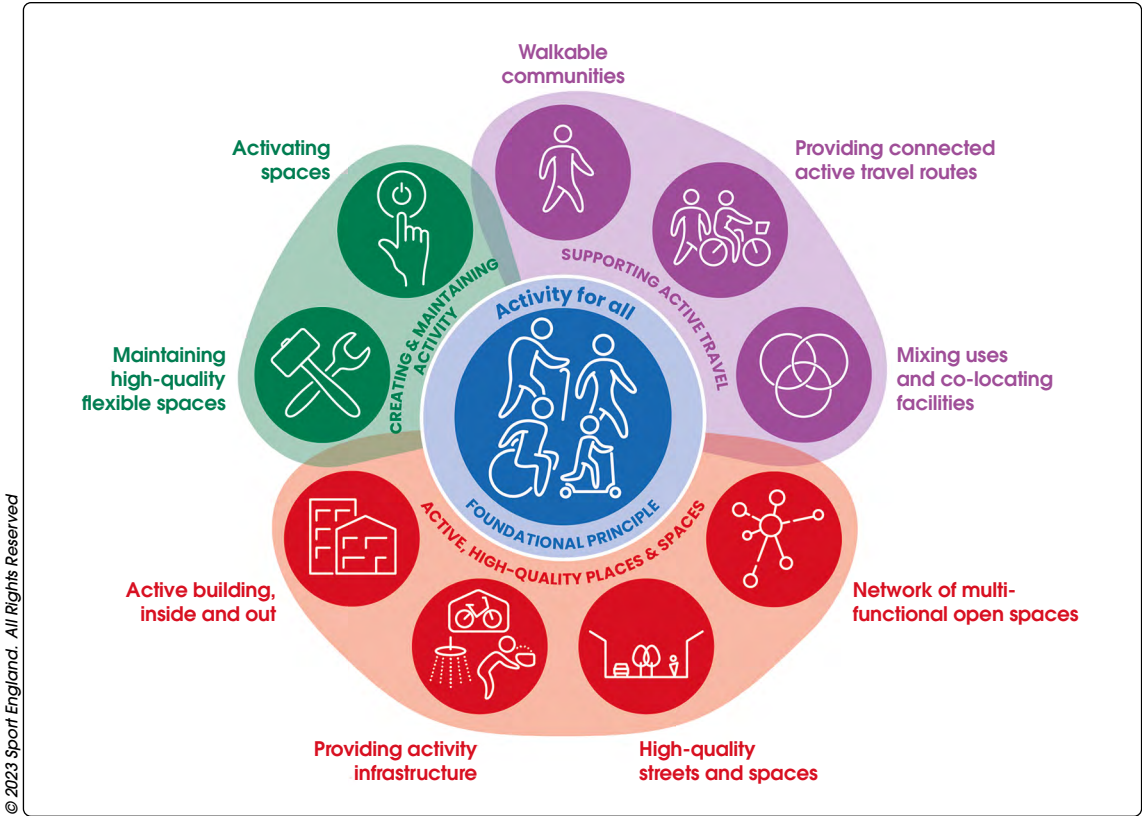 Walkable
communities
Activating
spaces
Providing connected
active travel routes
SUPPORTING ACTIVE TRAVEL
CREATING & MAINTAINING
ACTIVITY
Activity for all
Maintaining
high-quality
flexible spaces
Mixing uses
and co-locating
facilities
FOUNDATIONAL PRINCIPLE
ACTIVE, HIGH-QUALITY PLACES & SPACES
Active building,
inside and out
Network of multi-
functional open spaces
Providing activity
infrastructure
High-quality
streets and spaces
© 2023 Sport England. All Rights Reserved